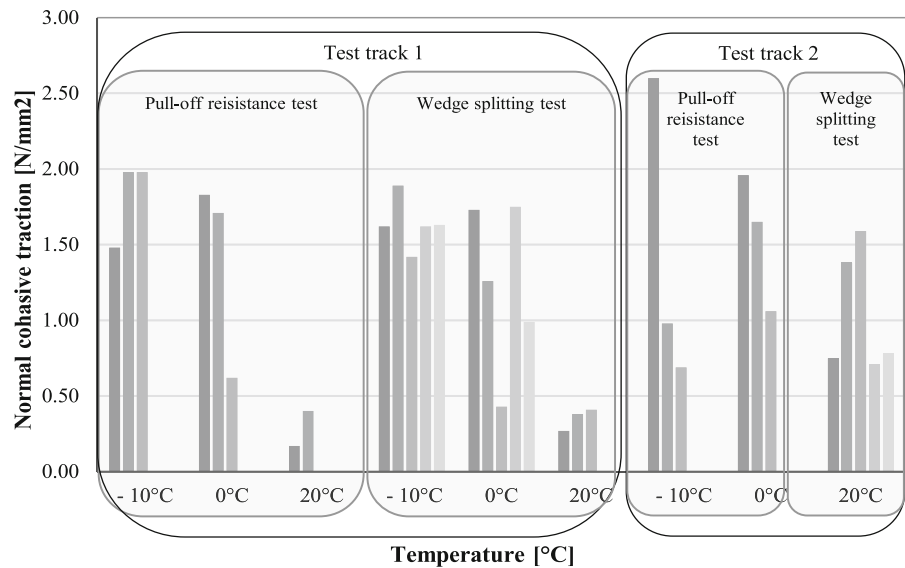 3.00
2.50
2.00
1.50
1.00
0.50
0.00
Normal cohasive traction [N/mm2]
Test track 1
Pull-off reisistance test
Wedge splitting test
Test track 2
Pull-off
reisistance
test
Wedge
splitting
test
- 10°C 0°C 20°C - 10°C 0°C 20°C - 10°C 0°C 20°C
Temperature [°C]